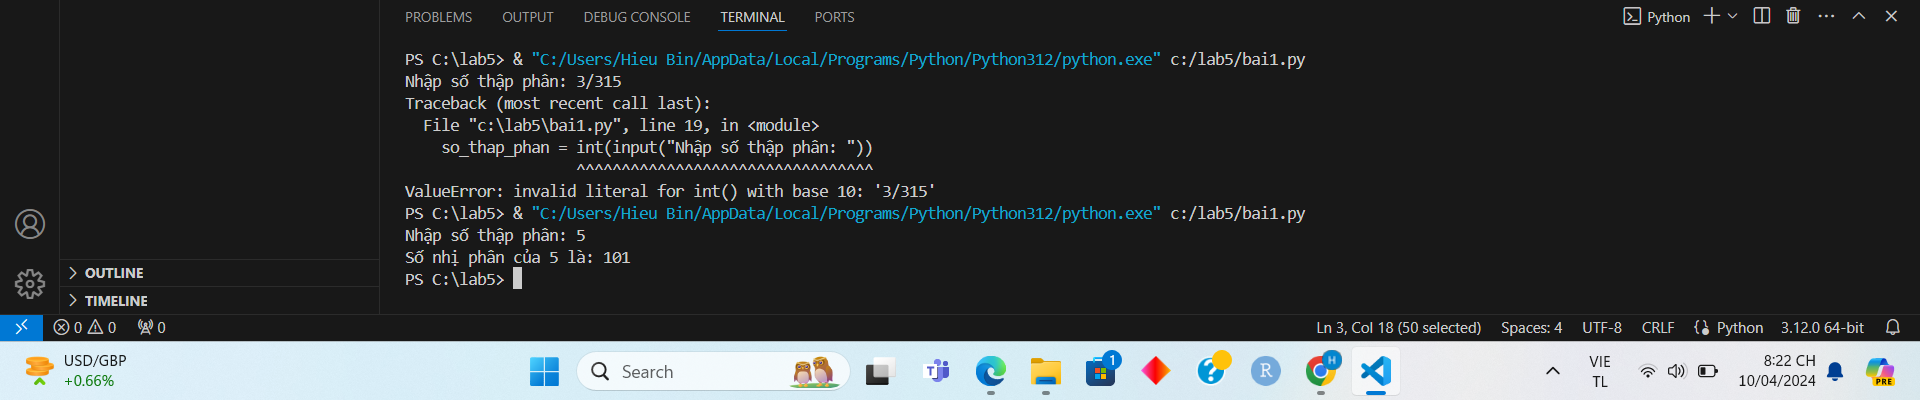 PROBLEMS OUTPUT DEBUG CONSOLE TERMINAL PORTS
Python
PS C:\lab5> & "C:/Users/Hieu Bin/AppData/Local/Programs/Python/Python312/python.exe" c:/lab5/bai1.py
Nhập số thập phân: 3/315
Traceback (most recent call last):
  File "c:\lab5\bai1.py", line 19, in <module>
    so_thap_phan = int(input("Nhập số thập phân: "))
                   ^^^^^^^^^^^^^^^^^^^^^^^^^^^^^^^^^
ValueError: invalid literal for int() with base 10: '3/315'
PS C:\lab5> & "C:/Users/Hieu Bin/AppData/Local/Programs/Python/Python312/python.exe" c:/lab5/bai1.py
Nhập số thập phân: 5
Số nhị phân của 5 là: 101
PS C:\lab5>
OUTLINE
TIMELINE
0 0 0 Ln 3, Col 18 (50 selected) Spaces: 4 UTF-8 CRLF Python 3.12.0 64-bit
USD/GBP
+0.66%
Search
1
H
R
VIE
TL
8:22 CH
10/04/2024
PRE